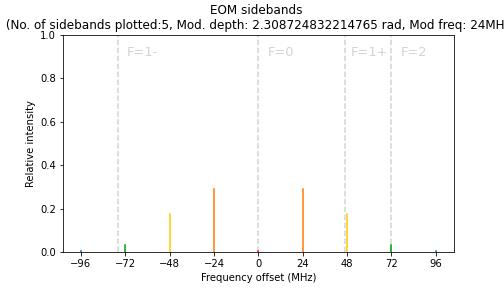 EOM sidebands
(No. of sidebands plotted:5, Mod. depth: 2.308724832214765 rad, Mod freq: 24MH
1.0
F=1- F=0 F=1+ F=2
0.8
0.6
0.4
0.2
0.0
Relative intensity
−96 −72 −48 −24 0 24 48 72 96
Frequency offset (MHz)